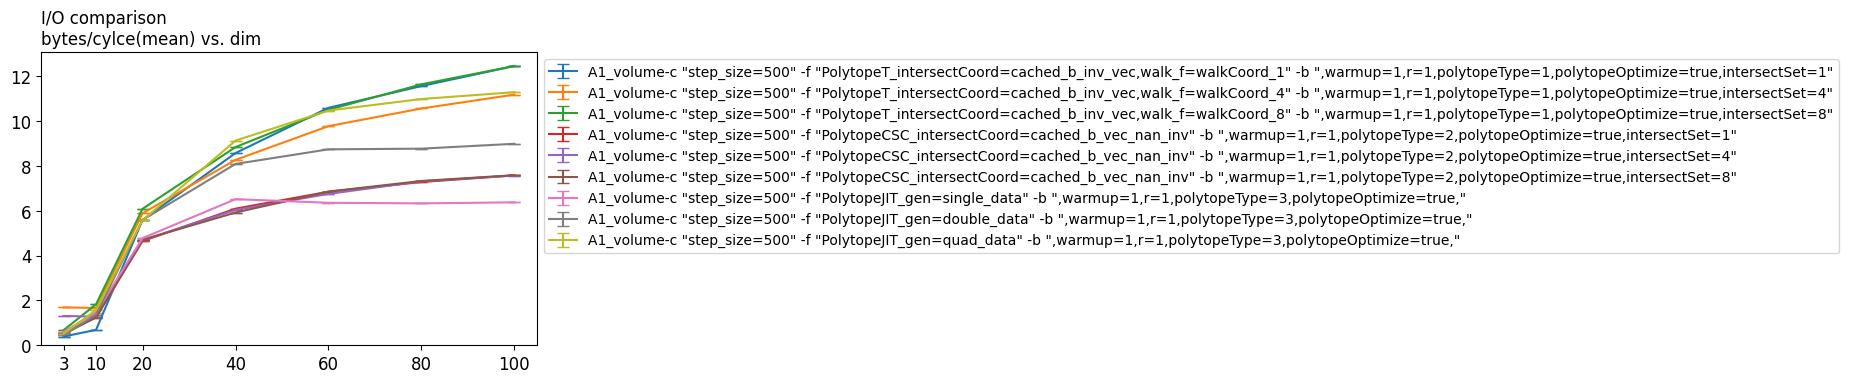 I/O comparison
bytes/cylce(mean) vs. dim
12
10
8
6
4
2
0
3 10 20 40 60 80 100
A1_volume-c "step_size=500" -f "PolytopeT_intersectCoord=cached_b_inv_vec,walk_f=walkCoord_1" -b ",warmup=1,r=1,polytopeType=1,polytopeOptimize=true,intersectSet=1"
A1_volume-c "step_size=500" -f "PolytopeT_intersectCoord=cached_b_inv_vec,walk_f=walkCoord_4" -b ",warmup=1,r=1,polytopeType=1,polytopeOptimize=true,intersectSet=4"
A1_volume-c "step_size=500" -f "PolytopeT_intersectCoord=cached_b_inv_vec,walk_f=walkCoord_8" -b ",warmup=1,r=1,polytopeType=1,polytopeOptimize=true,intersectSet=8"
A1_volume-c "step_size=500" -f "PolytopeCSC_intersectCoord=cached_b_vec_nan_inv" -b ",warmup=1,r=1,polytopeType=2,polytopeOptimize=true,intersectSet=1"
A1_volume-c "step_size=500" -f "PolytopeCSC_intersectCoord=cached_b_vec_nan_inv" -b ",warmup=1,r=1,polytopeType=2,polytopeOptimize=true,intersectSet=4"
A1_volume-c "step_size=500" -f "PolytopeCSC_intersectCoord=cached_b_vec_nan_inv" -b ",warmup=1,r=1,polytopeType=2,polytopeOptimize=true,intersectSet=8"
A1_volume-c "step_size=500" -f "PolytopeJIT_gen=single_data" -b ",warmup=1,r=1,polytopeType=3,polytopeOptimize=true,"
A1_volume-c "step_size=500" -f "PolytopeJIT_gen=double_data" -b ",warmup=1,r=1,polytopeType=3,polytopeOptimize=true,"
A1_volume-c "step_size=500" -f "PolytopeJIT_gen=quad_data" -b ",warmup=1,r=1,polytopeType=3,polytopeOptimize=true,"